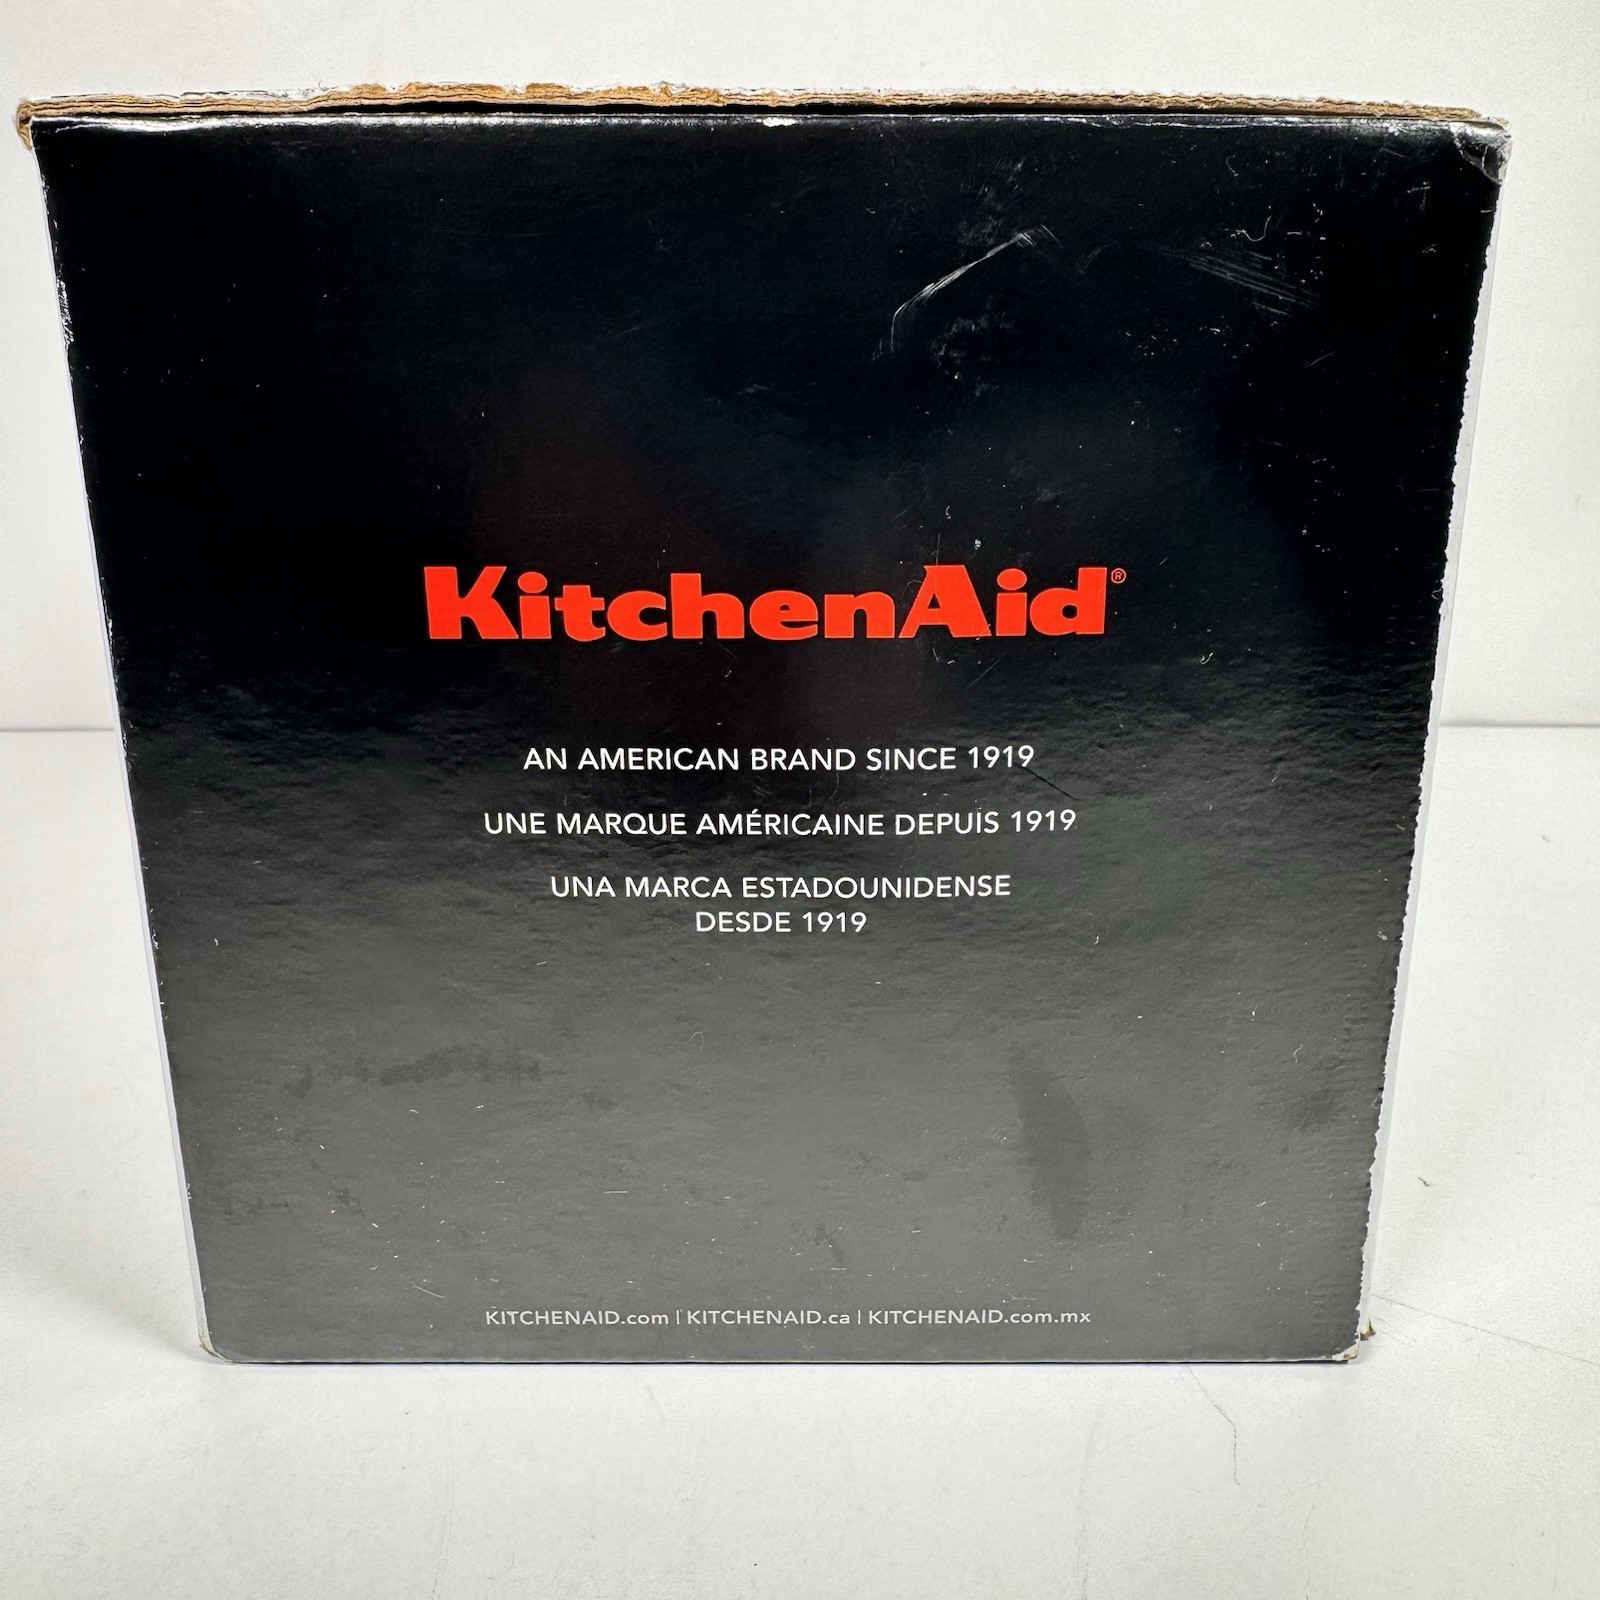 KitchenAid®
AN AMERICAN BRAND SINCE 1919
UNE MARQUE AMÉRICAINE DEPUIS 1919
UNA MARCA ESTADOUNIDENSE
DESDE 1919
KITCHENAID.com | KITCHENAID.ca | KITCHENAID.com.mx